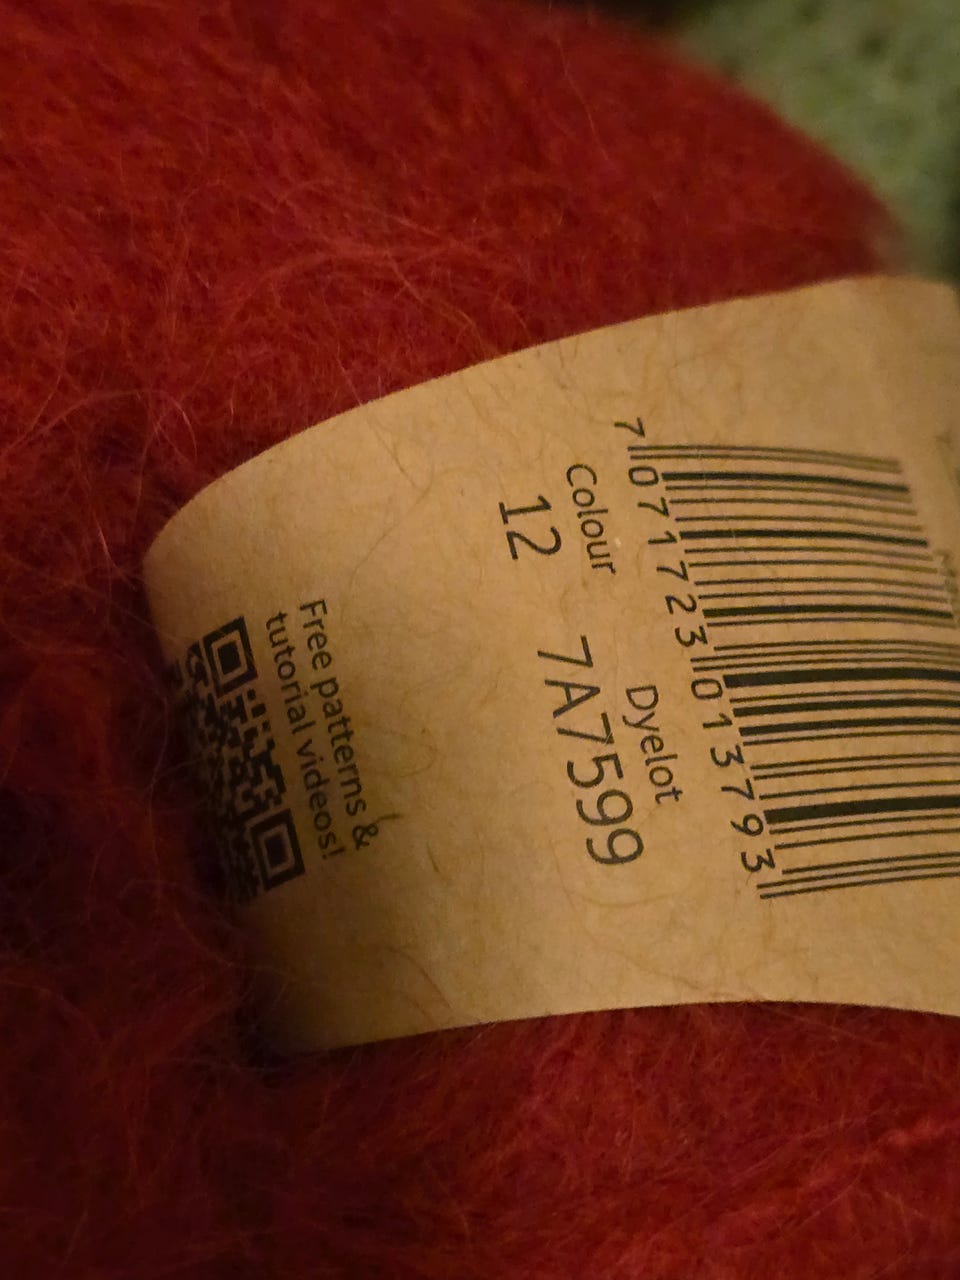 7 071723 013793
Colour Dyelot
12 7A7599
Free patterns &
tutorial videos!